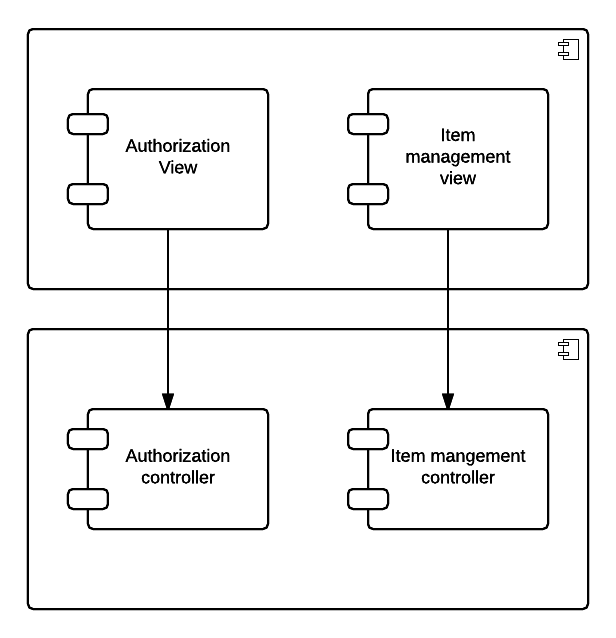 Authorization
View
Item
management
view
Authorization
controller
Item mangement
controller